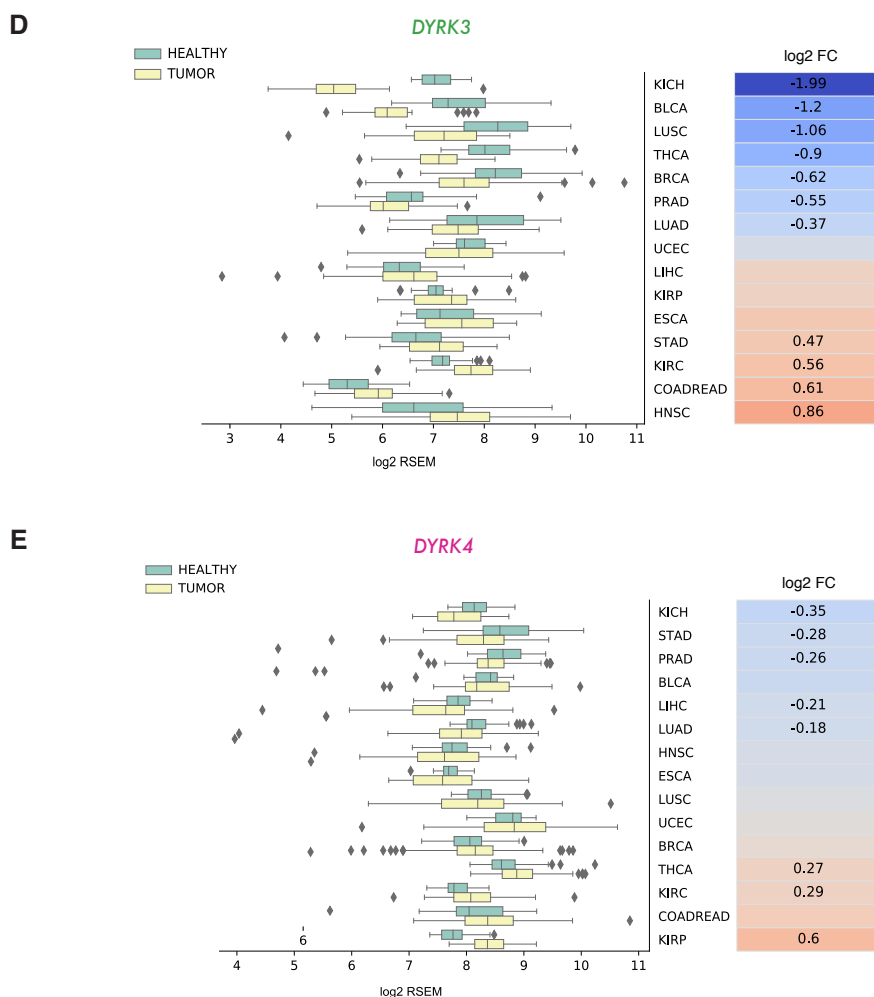 D
DYRK3
HEALTHY
TUMOR
log2 FC
KICH -1.99
BLCA -1.2
LUSC -1.06
THCA -0.9
BRCA -0.62
PRAD -0.55
LUAD -0.37
UCEC
LIHC
KIRP
ESCA
STAD 0.47
KIRC 0.56
COADREAD 0.61
HNSC 0.86
3 4 5 6 7 8 9 10 11
log2 RSEM
E
DYRK4
HEALTHY
TUMOR
log2 FC
KICH -0.35
STAD -0.28
PRAD -0.26
BLCA
LIHC -0.21
LUAD -0.18
HNSC
ESCA
LUSC
UCEC
BRCA
THCA 0.27
KIRC 0.29
COADREAD
6
KIRP 0.6
4 5 6 7 8 9 10 11
log2 RSEM